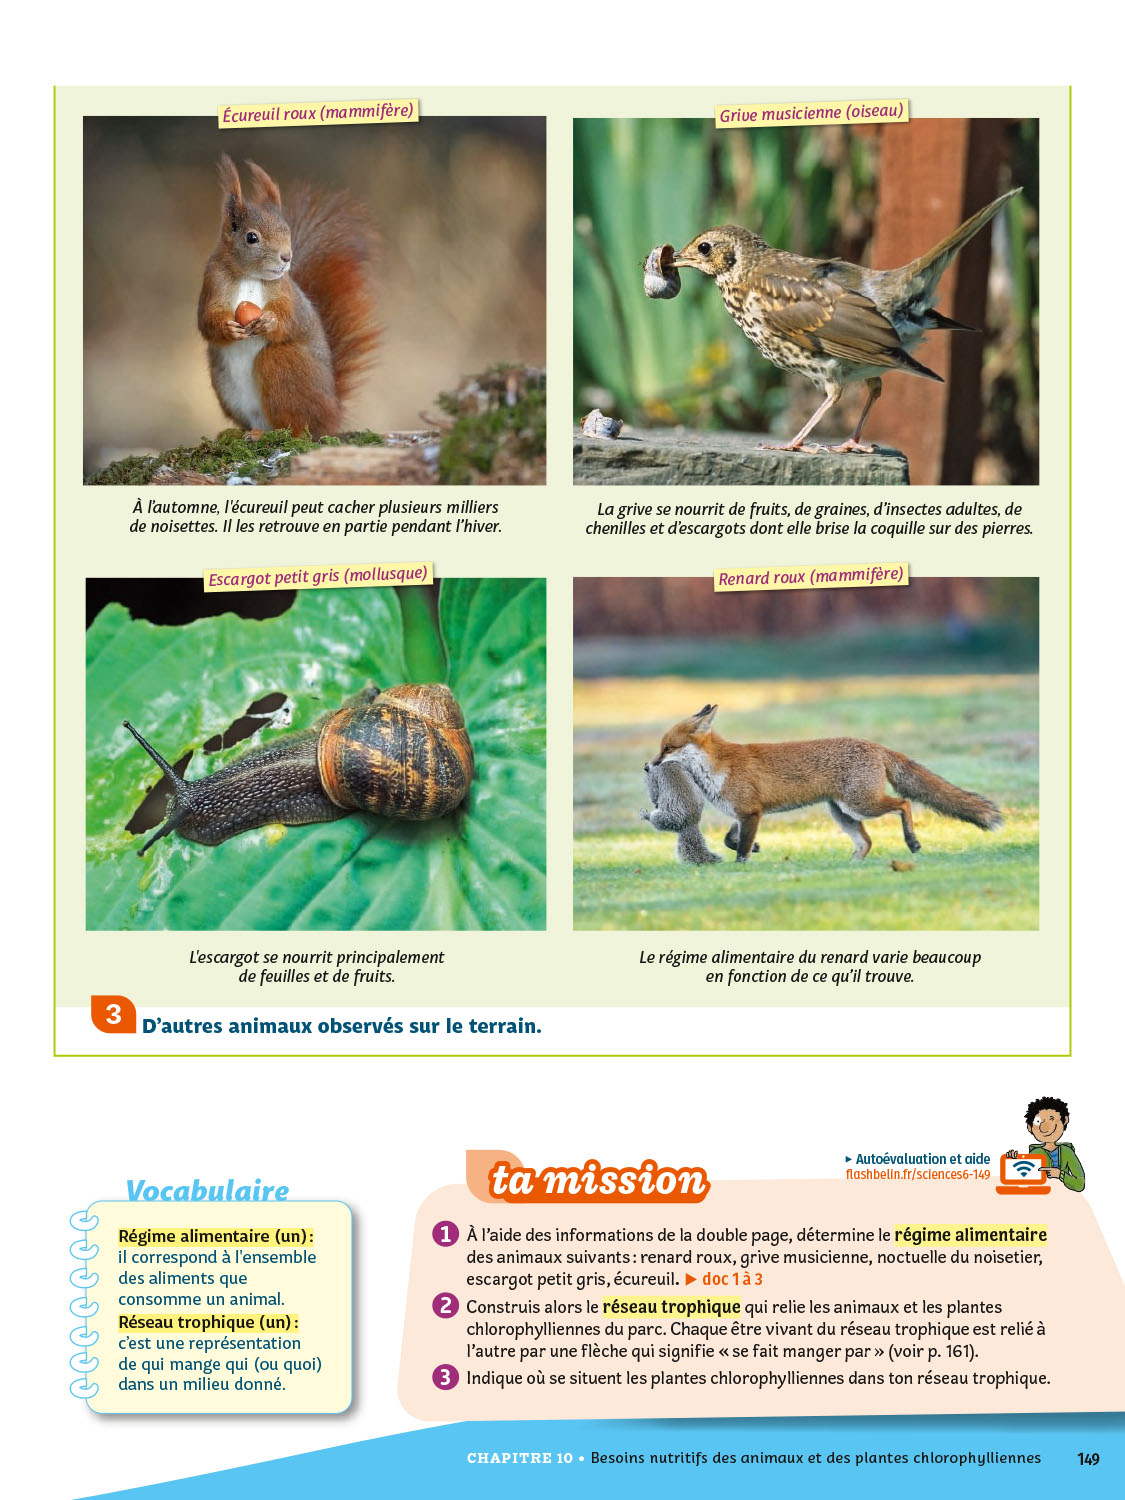 Écureuil roux (mammifère)
Grive musicienne (oiseau)
À l'automne, l'écureuil peut cacher plusieurs milliers
de noisettes. Il les retrouve en partie pendant l'hiver.
La grive se nourrit de fruits, de graines, d'insectes adultes, de
chenilles et d'escargots dont elle brise la coquille sur des pierres.
Escargot petit gris (mollusque)
Renard roux (mammifère)
L'escargot se nourrit principalement
de feuilles et de fruits.
Le régime alimentaire du renard varie beaucoup
en fonction de ce qu'il trouve.
3 D'autres animaux observés sur le terrain.
Vocabulaire
Régime alimentaire (un) :
il correspond à l'ensemble
des aliments que
consomme un animal.
Réseau trophique (un) :
c'est une représentation
de qui mange qui (ou quoi)
dans un milieu donné.
ta mission
▸ Autoévaluation et aide
flashbelin.fr/sciences6-149
1 À l'aide des informations de la double page, détermine le régime alimentaire
des animaux suivants : renard roux, grive musicienne, noctuelle du noisetier,
escargot petit gris, écureuil. ▶ doc 1 à 3
2 Construis alors le réseau trophique qui relie les animaux et les plantes
chlorophylliennes du parc. Chaque être vivant du réseau trophique est relié à
l'autre par une flèche qui signifie « se fait manger par » (voir p. 161).
3 Indique où se situent les plantes chlorophylliennes dans ton réseau trophique.
CHAPITRE 10 • Besoins nutritifs des animaux et des plantes chlorophylliennes 149